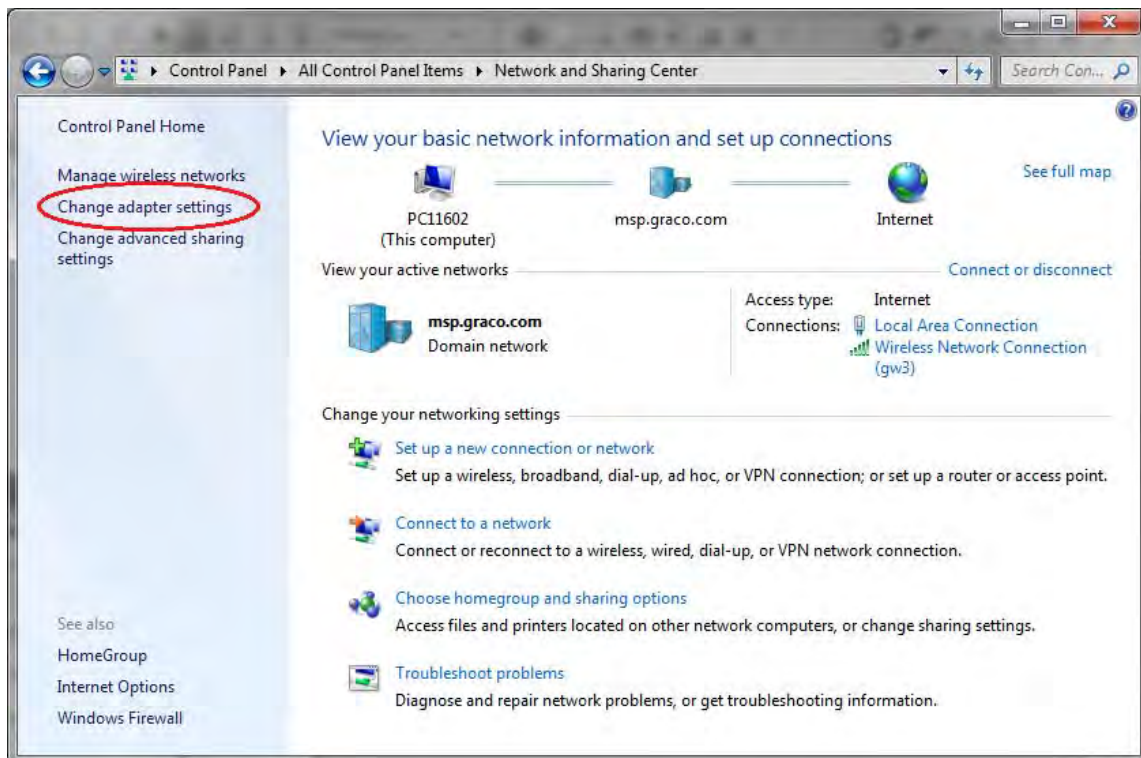 Control Panel ▸ All Control Panel Items ▸ Network and Sharing Center
Search Con...
Control Panel Home
Manage wireless networks
Change adapter settings
Change advanced sharing
settings
See also
HomeGroup
Internet Options
Windows Firewall
View your basic network information and set up connections
See full map
PC11602
(This computer)
msp.graco.com
Internet
View your active networks
Connect or disconnect
msp.graco.com
Domain network
Access type: Internet
Connections: Local Area Connection
Wireless Network Connection
(gw3)
Change your networking settings
Set up a new connection or network
Set up a wireless, broadband, dial-up, ad hoc, or VPN connection; or set up a router or access point.
Connect to a network
Connect or reconnect to a wireless, wired, dial-up, or VPN network connection.
Choose homegroup and sharing options
Access files and printers located on other network computers, or change sharing settings.
Troubleshoot problems
Diagnose and repair network problems, or get troubleshooting information.